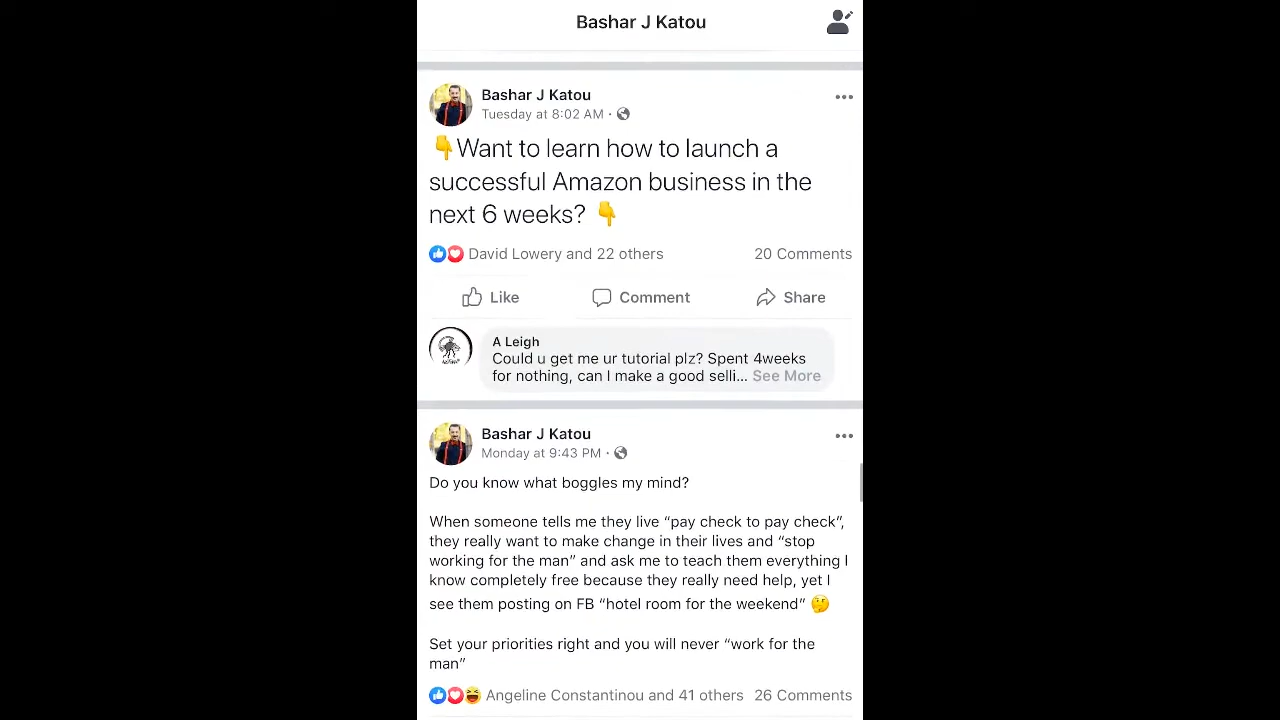 Bashar J Katou
Bashar J Katou
Tuesday at 8:02 AM ·
👇Want to learn how to launch a
successful Amazon business in the
next 6 weeks? 👇
David Lowery and 22 others 20 Comments
Like Comment Share
A Leigh
Could u get me ur tutorial plz? Spent 4weeks
for nothing, can I make a good selli... See More
Bashar J Katou
Monday at 9:43 PM ·
Do you know what boggles my mind?
When someone tells me they live “pay check to pay check”,
they really want to make change in their lives and “stop
working for the man” and ask me to teach them everything I
know completely free because they really need help, yet I
see them posting on FB “hotel room for the weekend” 🤔
Set your priorities right and you will never “work for the
man”
Angeline Constantinou and 41 others 26 Comments